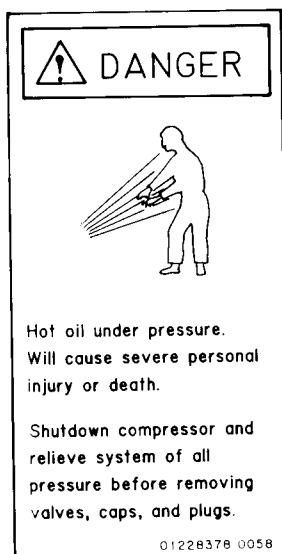 DANGER
Hot oil under pressure.
Will cause severe personal
injury or death.
Shutdown compressor and
relieve system of all
pressure before removing
valves, caps, and plugs.
01228378 0058